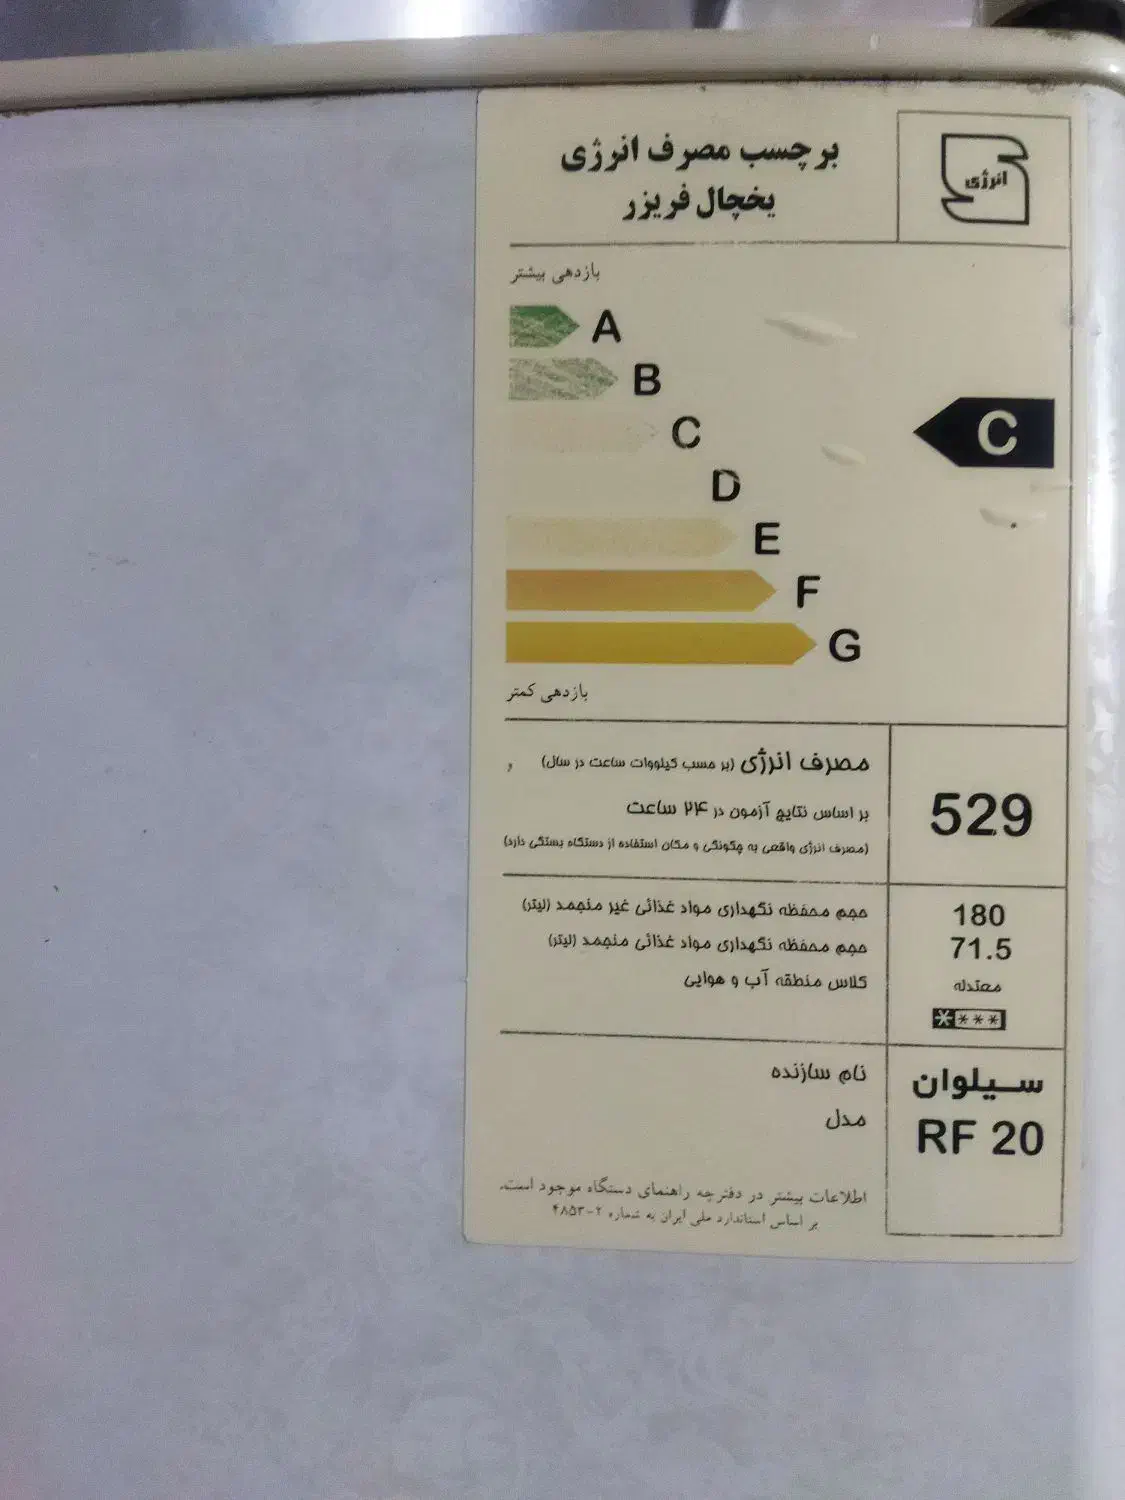 انرژی
برچسب مصرف انرژی
یخچال فریزر
بازدهی بیشتر
A
B
C
C
D
E
F
G
بازدهی کمتر
مصرف انرژی (بر حسب کیلووات ساعت در سال)
529
بر اساس نتایج آزمون در ۲۴ ساعت
(مصرف انرژی واقعی به چگونگی و مکان استفاده از دستگاه بستگی دارد)
حجم محفظه نگهداری مواد غذائی غیر منجمد (لیتر) 180
حجم محفظه نگهداری مواد غذائی منجمد (لیتر) 71.5
کلاس منطقه آب و هوایی معتدله
****
نام سازنده سیلوان
مدل RF 20
اطلاعات بیشتر در دفترچه راهنمای دستگاه موجود است.
بر اساس استاندارد ملی ایران به شماره ۲-۴۸۵۳